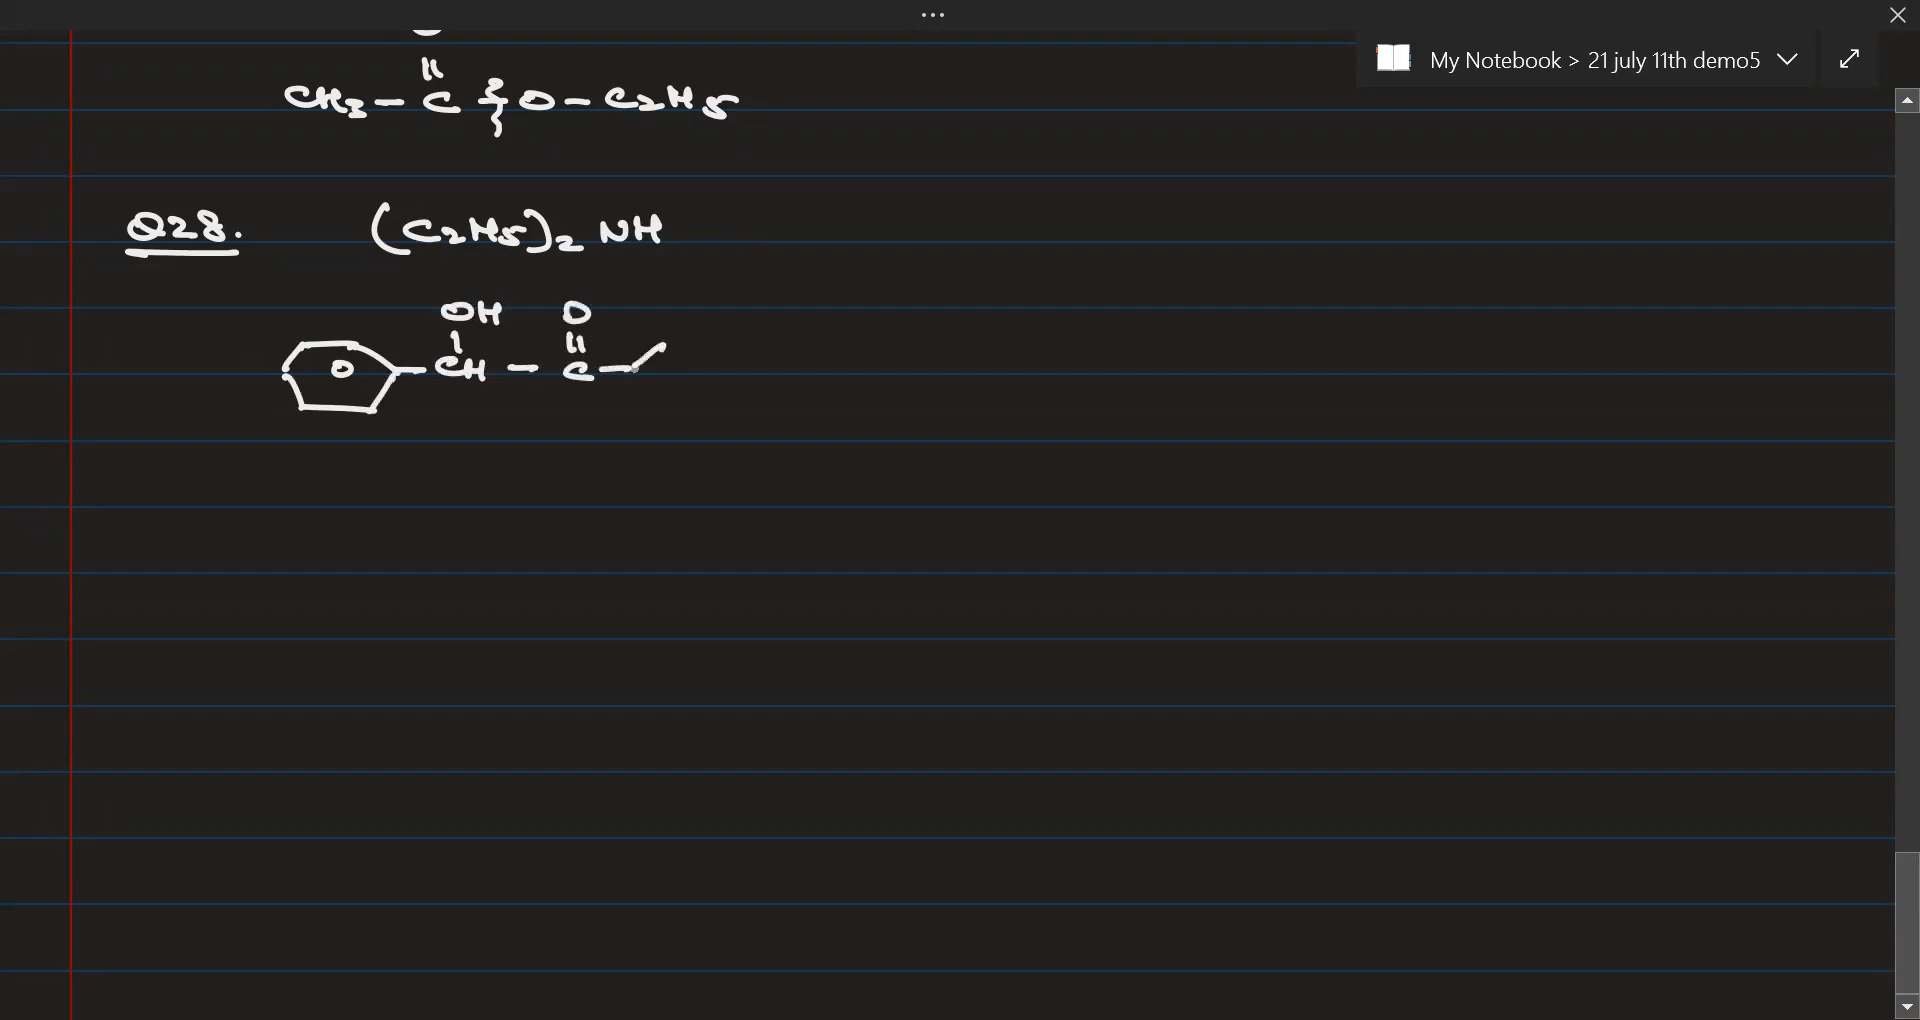 ...
My Notebook > 21 july 11th demo5
O
||
CH3 - C } O - C2H5
Q28. (C2H5)2 NH
OH O
| ||
O - CH - C -